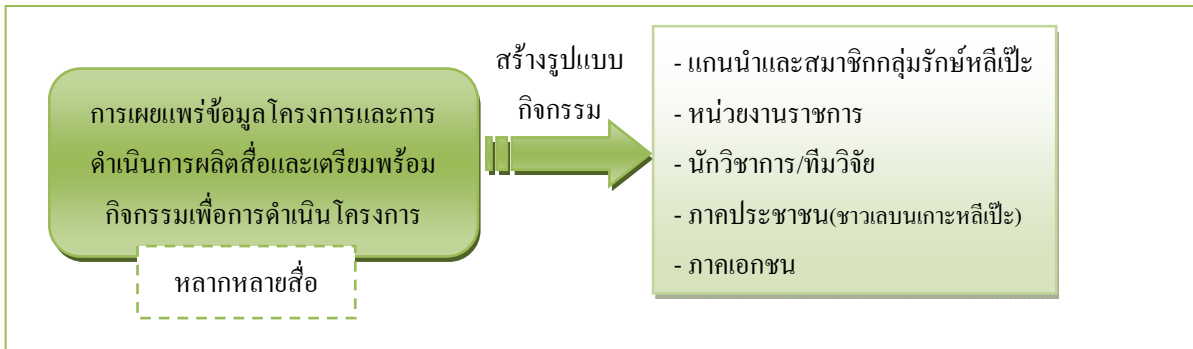 การเผยแพร่ข้อมูลโครงการและการ
ดำเนินการผลิตสื่อและเตรียมพร้อม
กิจกรรมเพื่อการดำเนินโครงการ
หลากหลายสื่อ
สร้างรูปแบบ
กิจกรรม
- แกนนำและสมาชิกกลุ่มรักษ์หลีเป๊ะ
- หน่วยงานราชการ
- นักวิชาการ/ทีมวิจัย
- ภาคประชาชน(ชาวเลบนเกาะหลีเป๊ะ)
- ภาคเอกชน